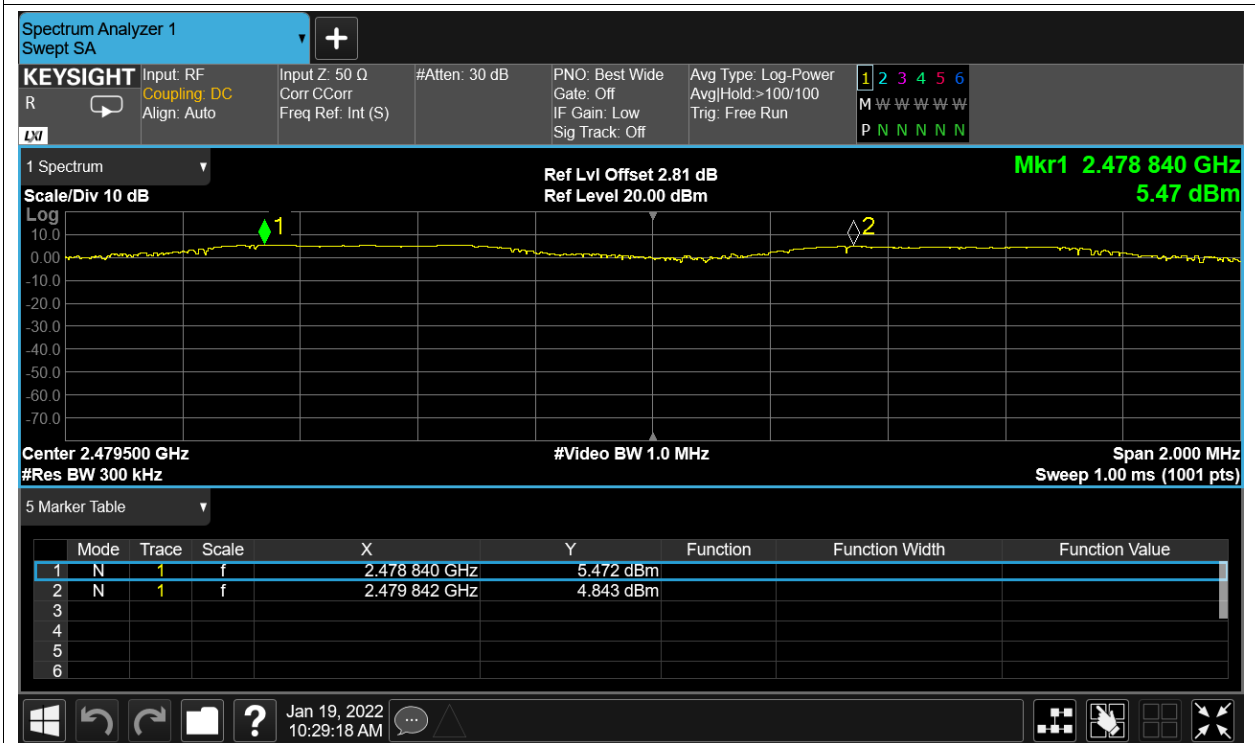 Spectrum Analyzer 1
Swept SA
KEYSIGHT Input: RF Input Z: 50 Ω #Atten: 30 dB PNO: Best Wide Avg Type: Log-Power 1 2 3 4 5 6
R Coupling: DC Corr CCorr Gate: Off Avg|Hold:>100/100 M W W W W W
Align: Auto Freq Ref: Int (S) IF Gain: Low Trig: Free Run
LXI Sig Track: Off P N N N N N
1 Spectrum Ref Lvl Offset 2.81 dB Mkr1 2.478 840 GHz
Scale/Div 10 dB Ref Level 20.00 dBm 5.47 dBm
Log
1 2
10.0
0.00
-10.0
-20.0
-30.0
-40.0
-50.0
-60.0
-70.0
Center 2.479500 GHz #Video BW 1.0 MHz Span 2.000 MHz
#Res BW 300 kHz Sweep 1.00 ms (1001 pts)
5 Marker Table
Mode Trace Scale X Y Function Function Width Function Value
1 N 1 f 2.478 840 GHz 5.472 dBm
2 N 1 f 2.479 842 GHz 4.843 dBm
3
4
5
6
? Jan 19, 2022
10:29:18 AM